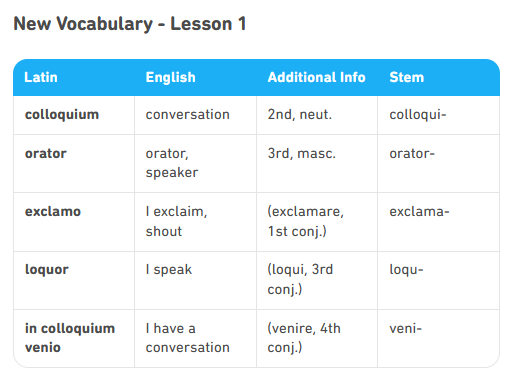 New Vocabulary - Lesson 1
Latin English Additional Info Stem
colloquium conversation 2nd, neut. colloqui-
orator orator, 3rd, masc. orator-
speaker
exclamo I exclaim, (exclamare, exclama-
shout 1st conj.)
loquor I speak (loqui, 3rd loqu-
conj.)
in colloquium I have a (venire, 4th veni-
venio conversation conj.)